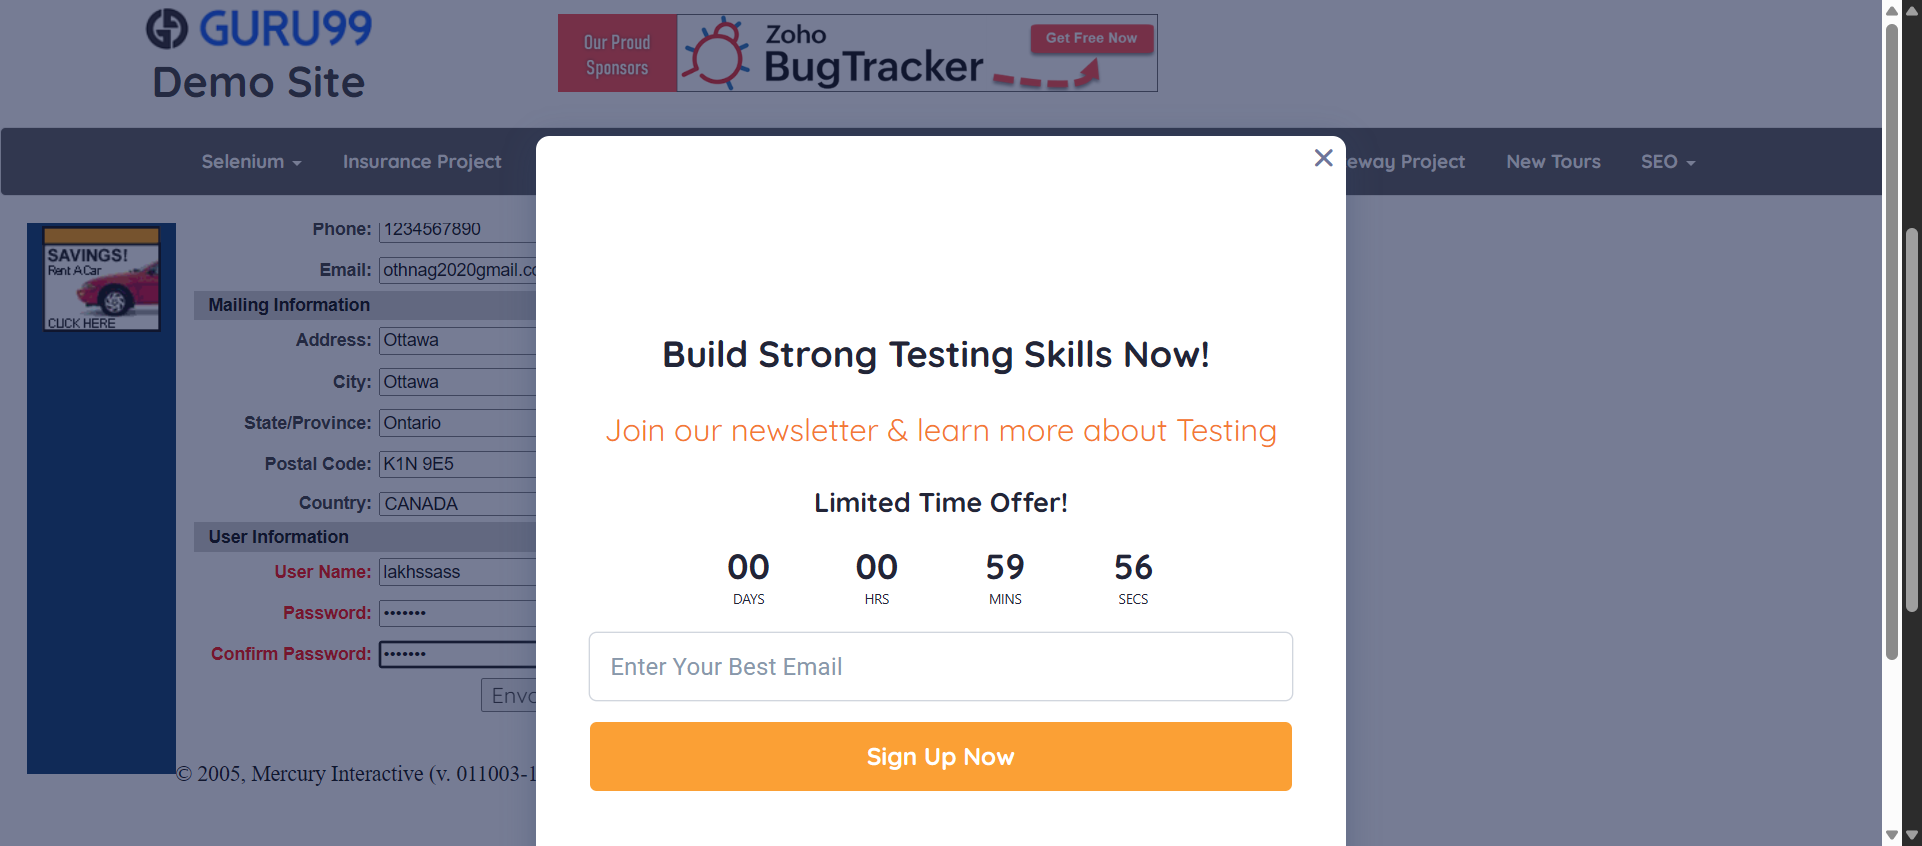 GURU99
Demo Site
Our Proud
Sponsors
Zoho
BugTracker
Get Free Now
Selenium
Insurance Project
eway Project
New Tours
SEO
SAVINGS!
Rent A Car
CLICK HERE
Phone: 1234567890
Email: othnag2020gmail.co
Mailing Information
Address: Ottawa
City: Ottawa
State/Province: Ontario
Postal Code: K1N 9E5
Country: CANADA
User Information
User Name: lakhssass
Password: •••••••
Confirm Password: •••••••
Envo
© 2005, Mercury Interactive (v. 011003-1
Build Strong Testing Skills Now!
Join our newsletter & learn more about Testing
Limited Time Offer!
00 00 59 56
DAYS HRS MINS SECS
Enter Your Best Email
Sign Up Now